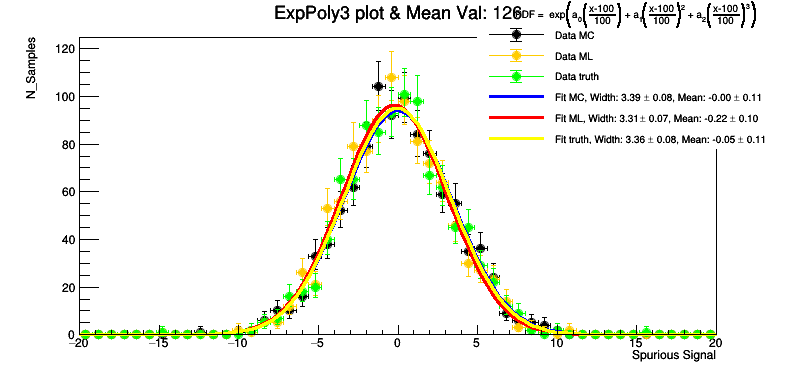 ExpPoly3 plot & Mean Val: 126
PDF = exp(a₀(x-100/100) + a₁(x-100/100)² + a₂(x-100/100)³)
N_Samples
Data MC
Data ML
Data truth
Fit MC, Width: 3.39 ± 0.08, Mean: -0.00 ± 0.11
Fit ML, Width: 3.31± 0.07, Mean: -0.22 ± 0.10
Fit truth, Width: 3.36 ± 0.08, Mean: -0.05 ± 0.11
120
100
80
60
40
20
0
−20 −15 −10 −5 0 5 10 15 20
Spurious Signal